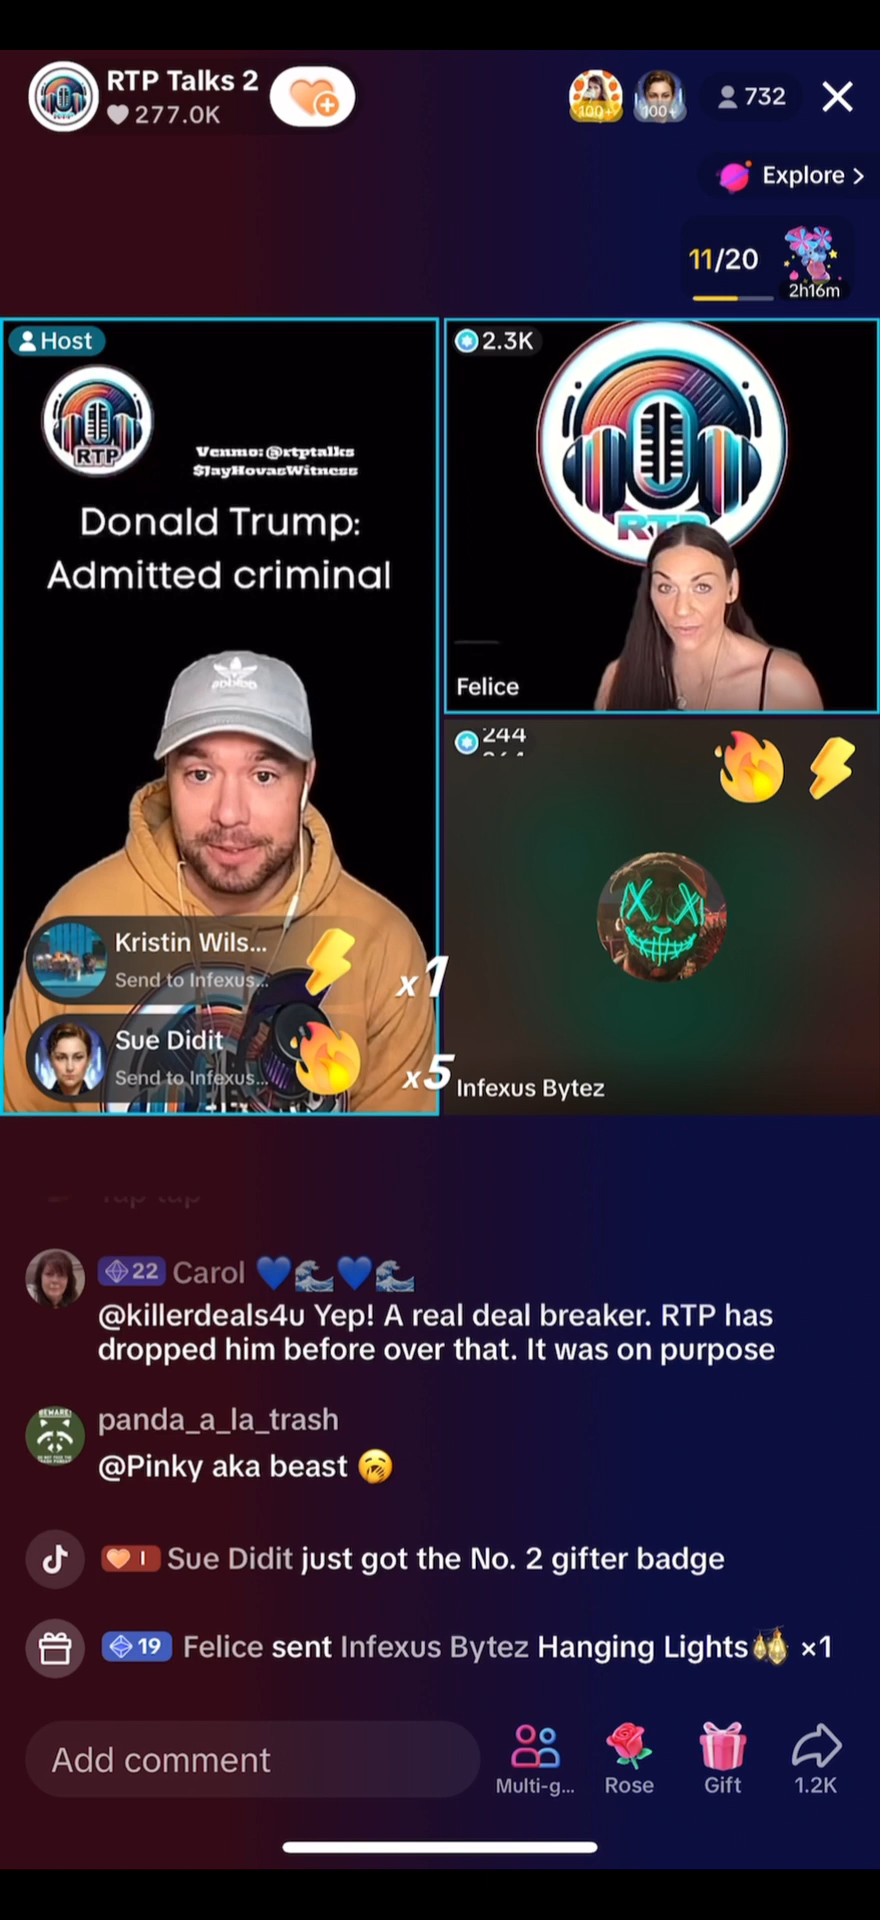 RTP Talks 2
277.0K
100+
100+
732
Explore >
11/20
2h16m
Host
RTP
Venmo: @rtptalks
$JayHovasWitness
Donald Trump:
Admitted criminal
2.3K
RTP
Felice
244
Kristin Wils...
Send to Infexus...
x1
Sue Didit
Send to Infexus...
x5
Infexus Bytez
22 Carol 💙🌊💙🌊
@killerdeals4u Yep! A real deal breaker. RTP has
dropped him before over that. It was on purpose
BEWARE!
panda_a_la_trash
@Pinky aka beast 🥱
I Sue Didit just got the No. 2 gifter badge
19 Felice sent Infexus Bytez Hanging Lights x1
Add comment
Multi-g...
Rose
Gift
1.2K